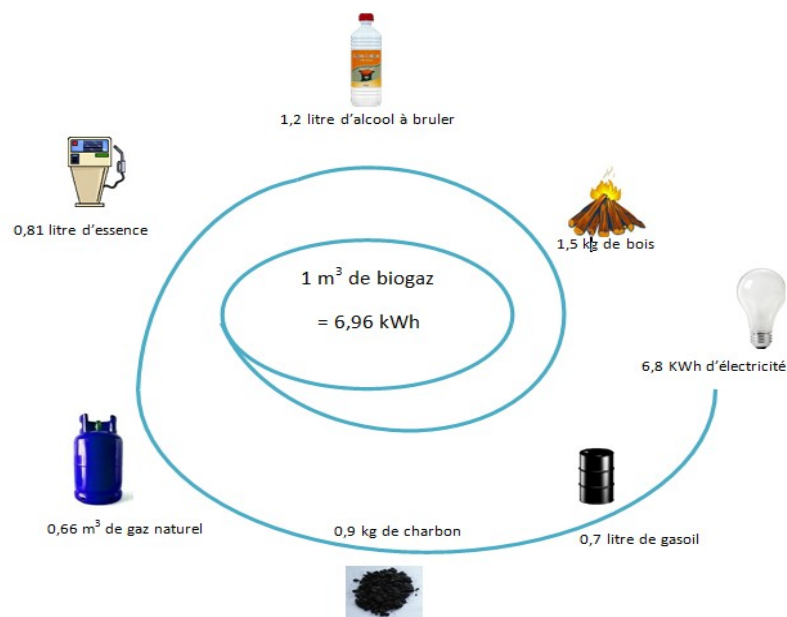 1,2 litre d'alcool à bruler
0,81 litre d'essence
1,5 kg de bois
1 m³ de biogaz
= 6,96 kWh
6,8 KWh d'électricité
0,66 m³ de gaz naturel
0,9 kg de charbon
0,7 litre de gasoil